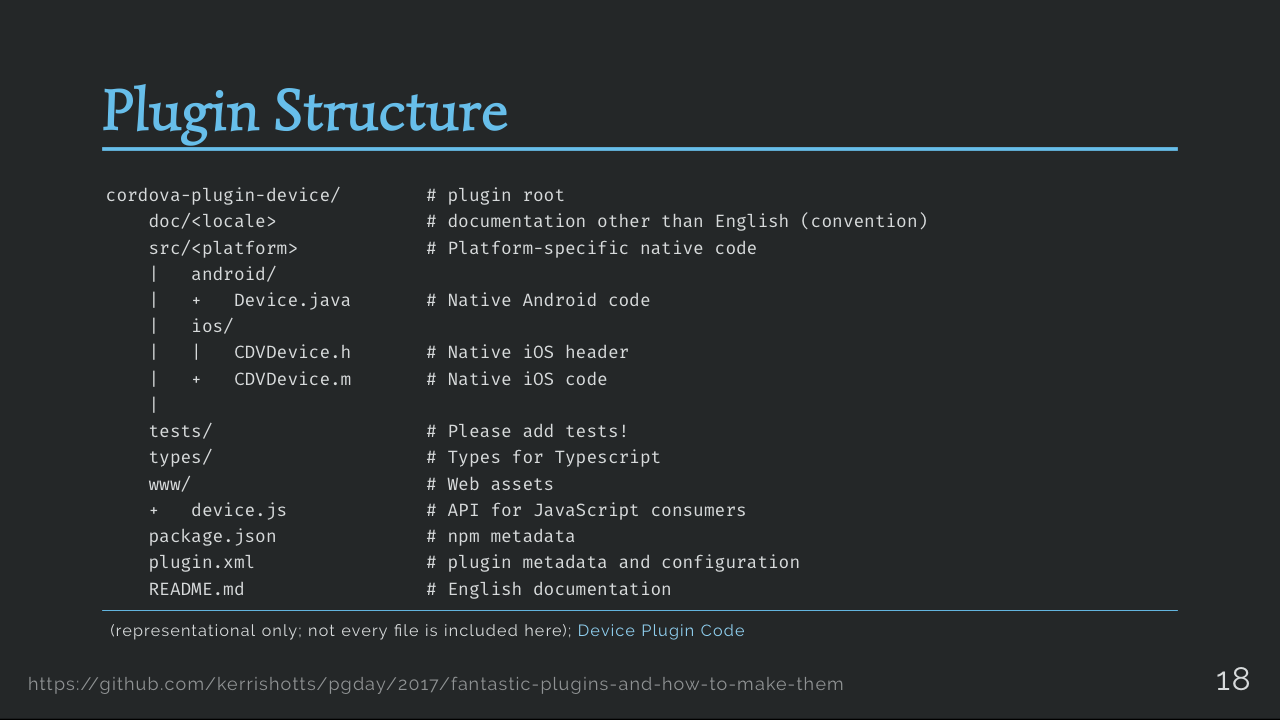 Plugin Structure
cordova-plugin-device/        # plugin root
    doc/<locale>              # documentation other than English (convention)
    src/<platform>            # Platform-specific native code
    |   android/
    |   +   Device.java       # Native Android code
    |   ios/
    |   |   CDVDevice.h       # Native iOS header
    |   +   CDVDevice.m       # Native iOS code
    |
    tests/                    # Please add tests!
    types/                    # Types for Typescript
    www/                      # Web assets
    +   device.js             # API for JavaScript consumers
    package.json              # npm metadata
    plugin.xml                # plugin metadata and configuration
    README.md                 # English documentation
(representational only; not every file is included here); Device Plugin Code
https://github.com/kerrishotts/pgday/2017/fantastic-plugins-and-how-to-make-them
18